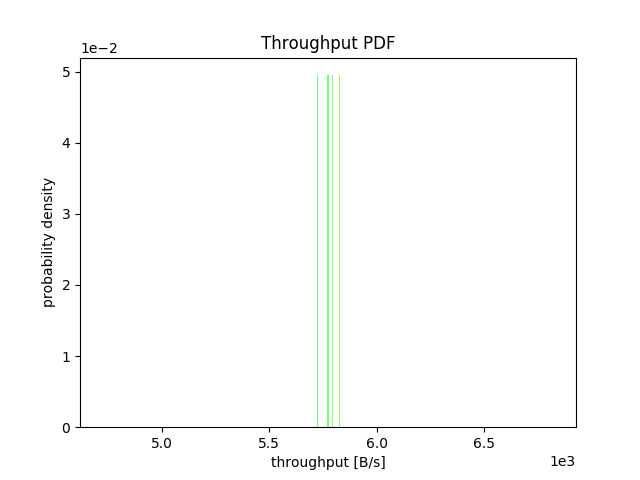 Throughput PDF
1e−2
5
4
3
2
1
0
probability density
5.0 5.5 6.0 6.5
throughput [B/s]
1e3